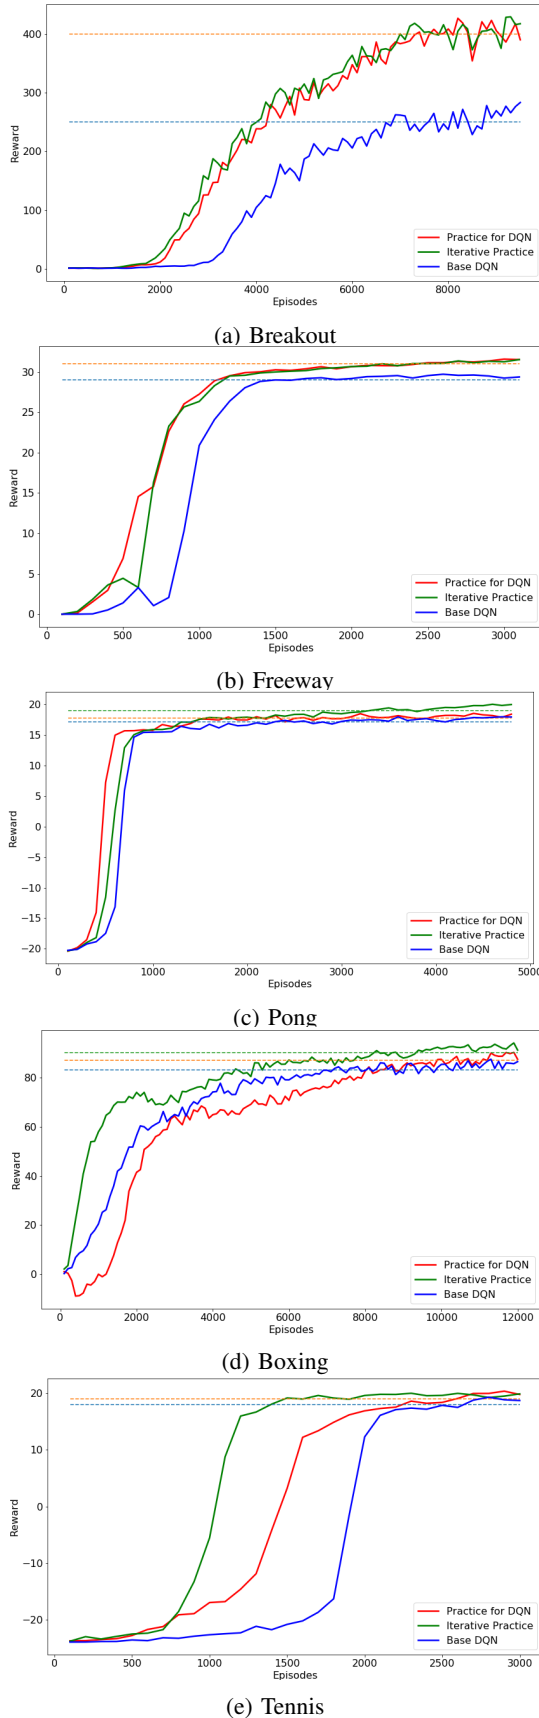 400
300
200
100
0
Reward
Practice for DQN
Iterative Practice
Base DQN
0 2000 4000 6000 8000
Episodes
(a) Breakout
30
25
20
15
10
5
0
Reward
Practice for DQN
Iterative Practice
Base DQN
0 500 1000 1500 2000 2500 3000
Episodes
(b) Freeway
20
15
10
5
0
−5
−10
−15
−20
Reward
Practice for DQN
Iterative Practice
Base DQN
0 1000 2000 3000 4000 5000
Episodes
(c) Pong
80
60
40
20
0
Reward
Practice for DQN
Iterative Practice
Base DQN
0 2000 4000 6000 8000 10000 12000
Episodes
(d) Boxing
20
10
0
−10
−20
Reward
Practice for DQN
Iterative Practice
Base DQN
0 500 1000 1500 2000 2500 3000
Episodes
(e) Tennis